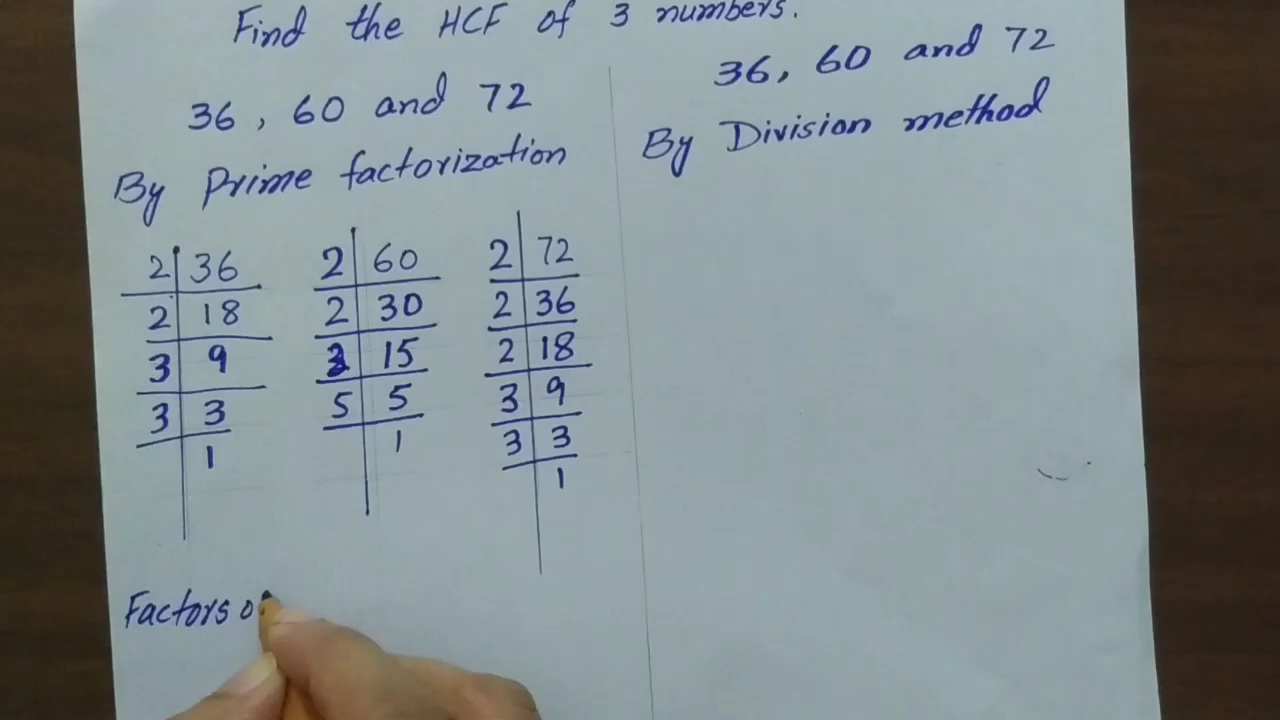 Find the HCF of 3 numbers.
36, 60 and 72
By Prime factorization
2 36
2 18
3 9
3 3
1
2 60
2 30
3 15
5 5
1
2 72
2 36
2 18
3 9
3 3
1
Factors o
36, 60 and 72
By Division method